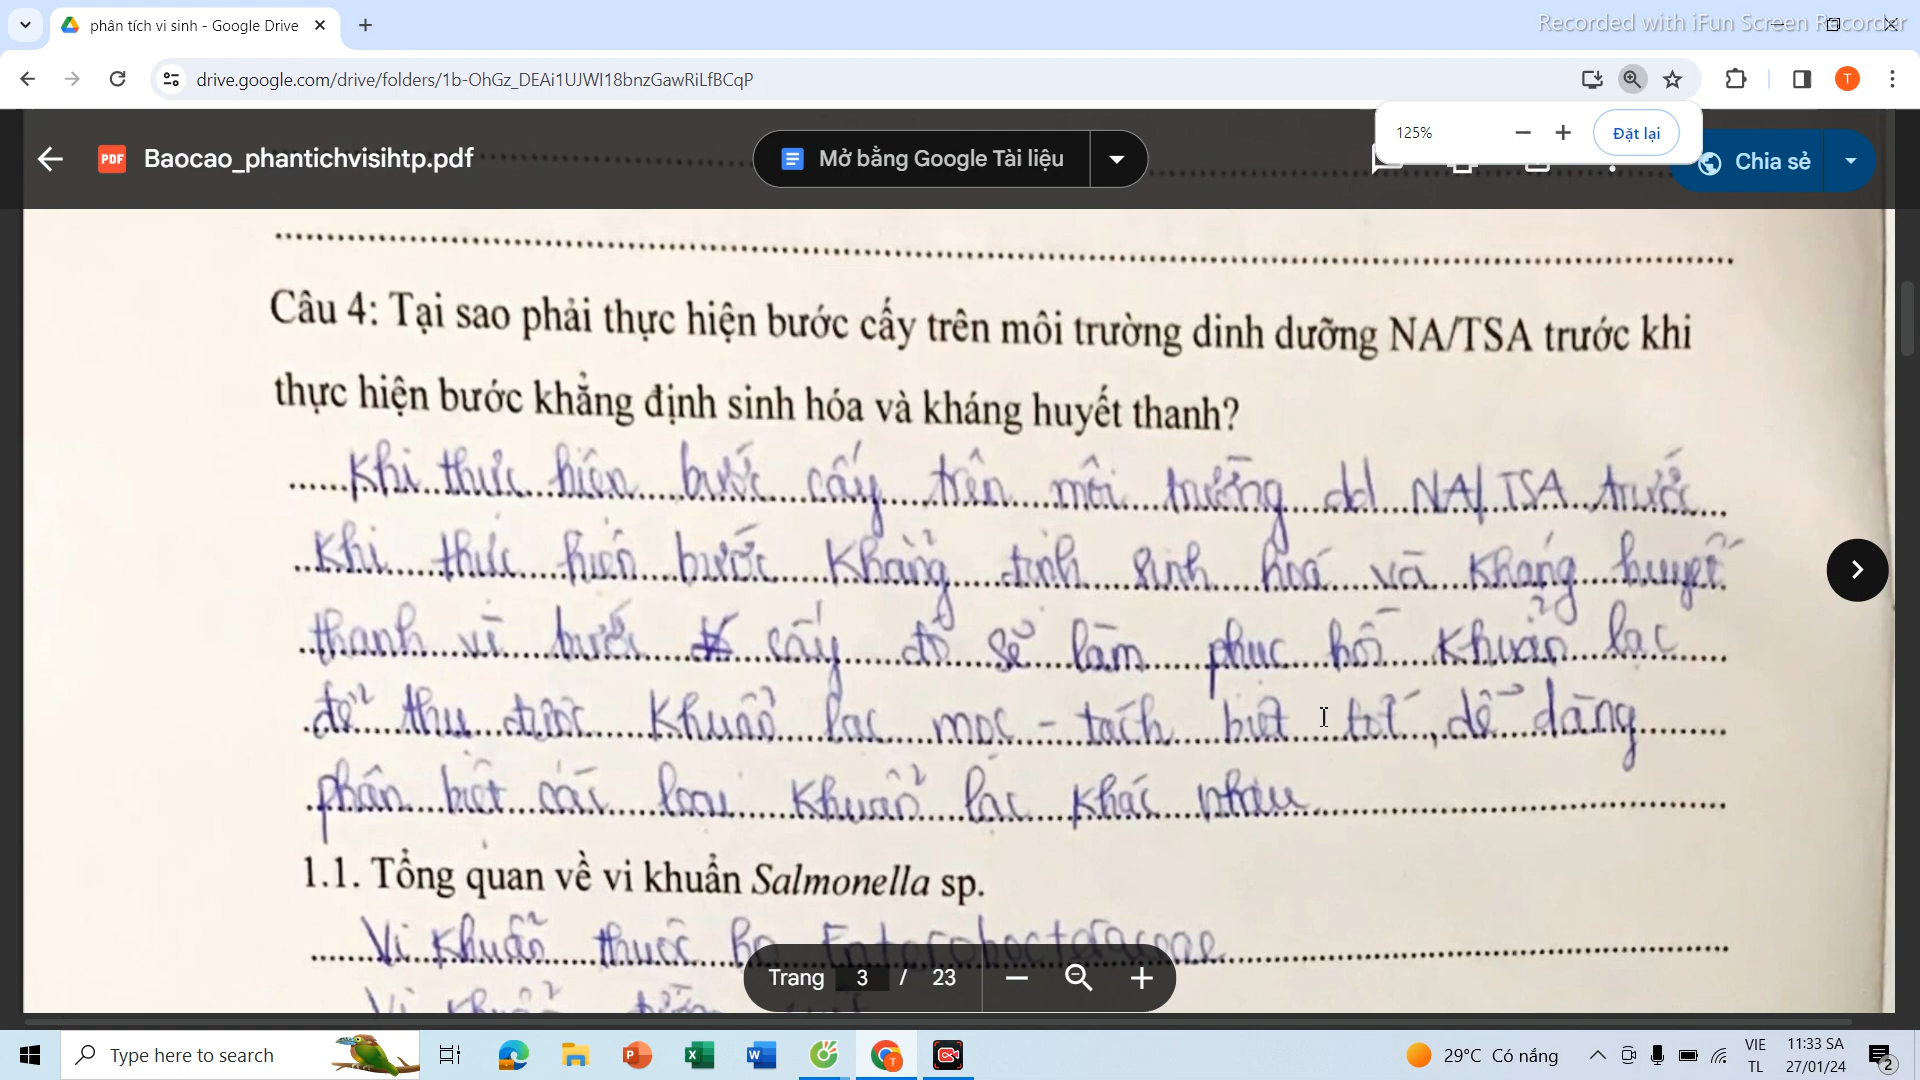 phân tích vi sinh - Google Drive
Recorded with iFun Screen Recorder
drive.google.com/drive/folders/1b-OhGz_DEAi1UJWI18bnzGawRiLfBCqP
T
125%
Đặt lại
PDF
Baocao_phantichvisihtp.pdf
Mở bằng Google Tài liệu
Chia sẻ
Câu 4: Tại sao phải thực hiện bước cấy trên môi trường dinh dưỡng NA/TSA trước khi
thực hiện bước khẳng định sinh hóa và kháng huyết thanh?
Khi thực hiện bước cấy trên môi trường dd NA/TSA trước
khi thực hiện bước khẳng định sinh hoá và kháng huyết
thanh vì bước cấy đó sẽ làm phục hồi khuẩn lạc
để thu được khuẩn lạc mọc - tách biệt tốt, dễ dàng
phân biệt các loại khuẩn lạc khác nhau
1.1. Tổng quan về vi khuẩn Salmonella sp.
Vi khuẩn thuộc họ Enterobacteraceae
Vi khuẩn
Trang 3 / 23
Type here to search
29°C Có nắng
VIE
TL
11:33 SA
27/01/24
2